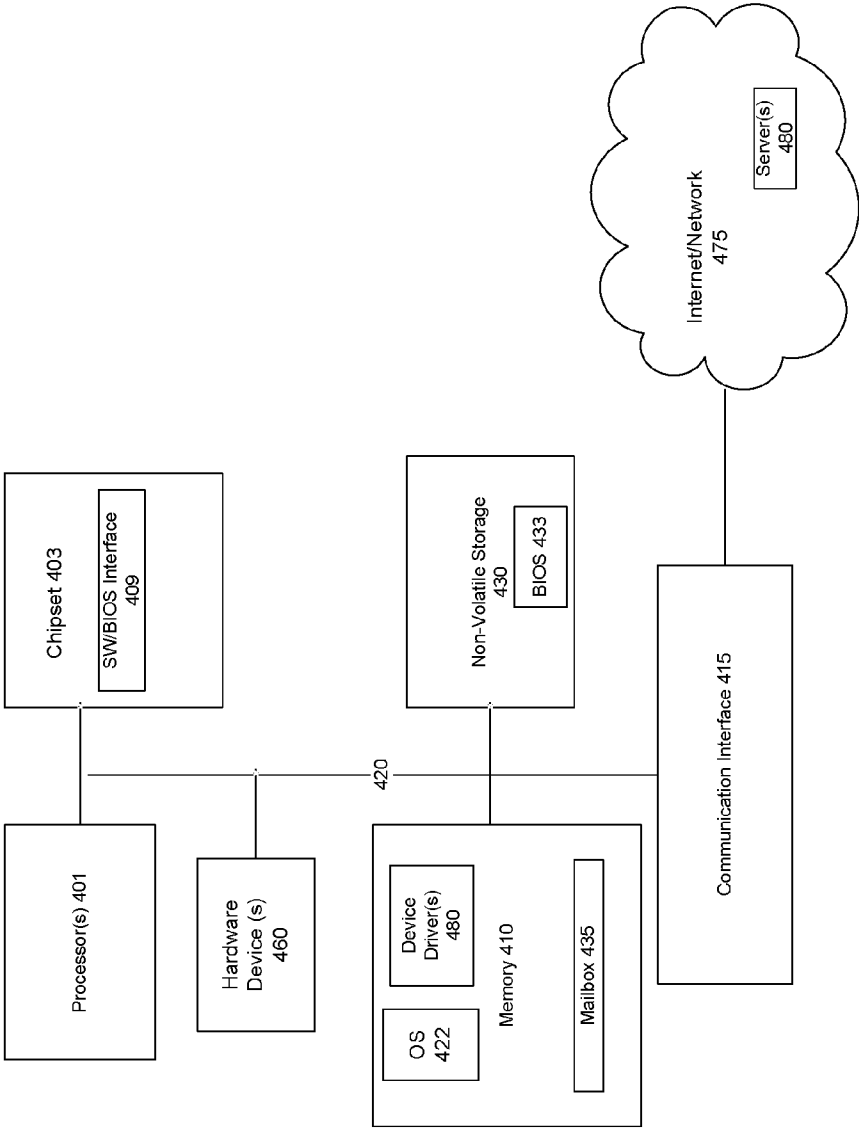 Processor(s) 401
Chipset 403
SW/BIOS Interface
409
Hardware
Device (s)
460
420
OS
422
Device
Driver(s)
480
Memory 410
Mailbox 435
Non-Volatile Storage
430
BIOS 433
Communication Interface 415
Internet/Network
475
Server(s)
480